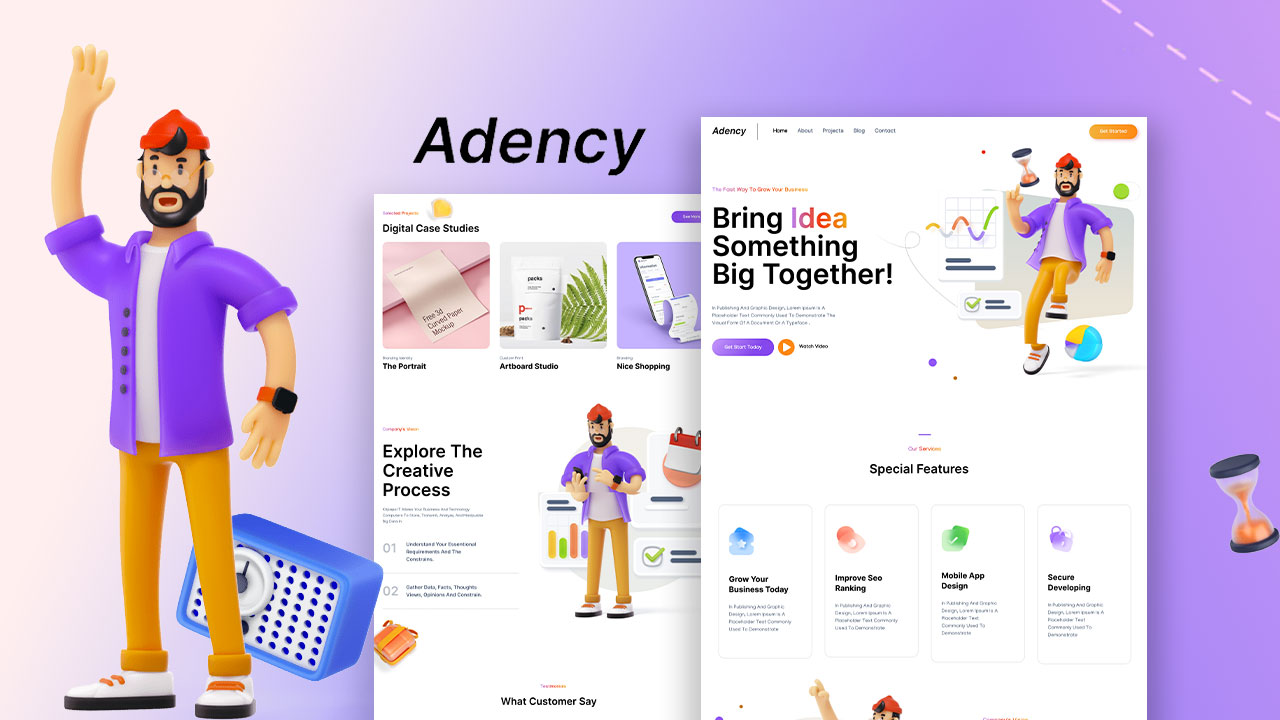 Adency
Selected Projects
Digital Case Studies
See More
Free 3d
Curved Paper
Mockup
packs
packs
Branding Identity
The Portrait
Custom Print
Artboard Studio
Branding
Nice Shopping
Company's Vision
Explore The
Creative
Process
01
Understand Your Essentional
Requirements And The
Constrains.
02
Gather Data, Facts, Thoughts
Views, Opinions And Constrain.
Testimonials
What Customer Say
Adency
Home About Projects Blog Contact
Get Started
The Fast Way To Grow Your Business
Bring Idea
Something
Big Together!
In Publishing And Graphic Design, Lorem Ipsum Is A
Placeholder Text Commonly Used To Demonstrate The
Visual Form Of A Document Or A Typeface .
Get Start Today
Watch Video
Our Services
Special Features
Grow Your
Business Today
In Publishing And Graphic
Design, Lorem Ipsum Is A
Placeholder Text Commonly
Used To Demonstrate
Improve Seo
Ranking
In Publishing And Graphic
Design, Lorem Ipsum Is A
Placeholder Text Commonly
Used To Demonstrate
Mobile App
Design
In Publishing And Graphic
Design, Lorem Ipsum Is A
Placeholder Text
Commonly Used To
Demonstrate
Secure
Developing
In Publishing And Graphic
Design, Lorem Ipsum Is A
Placeholder Text
Commonly Used To
Demonstrate